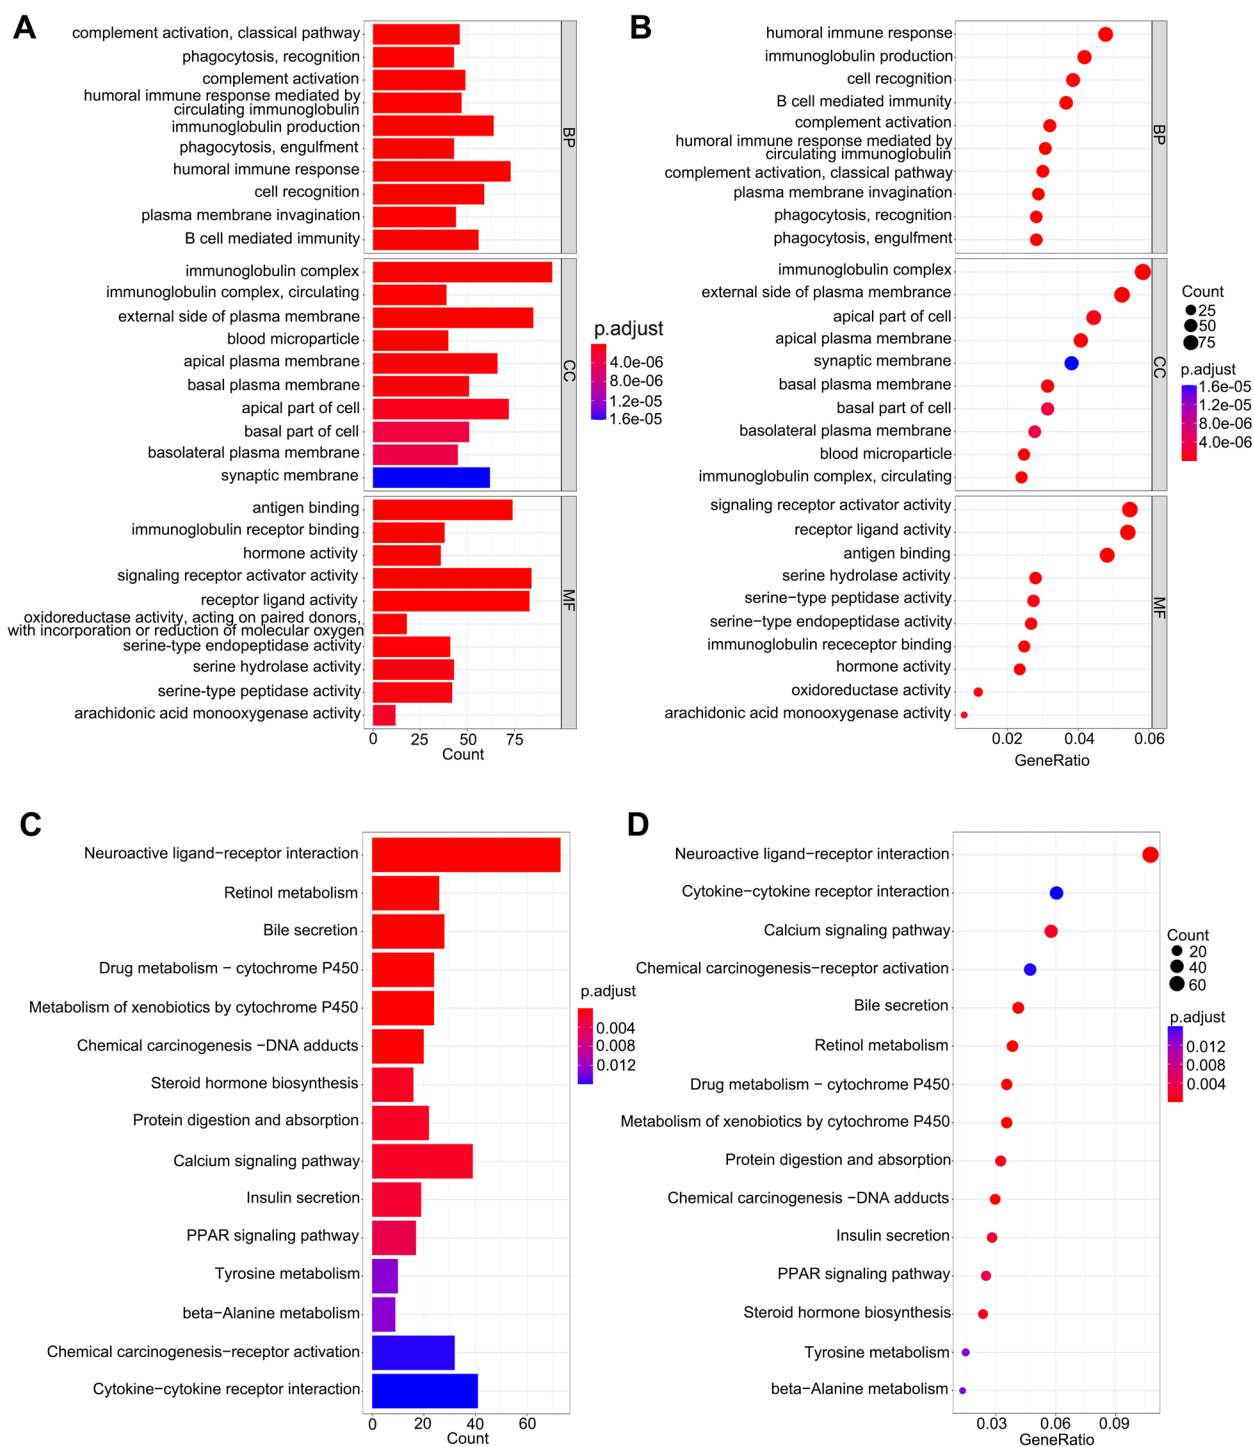 A
complement activation, classical pathway
phagocytosis, recognition
complement activation
humoral immune response mediated by
circulating immunoglobulin
immunoglobulin production
phagocytosis, engulfment
humoral immune response
cell recognition
plasma membrane invagination
B cell mediated immunity
BP
immunoglobulin complex
immunoglobulin complex, circulating
external side of plasma membrane
blood microparticle
apical plasma membrane
basal plasma membrane
apical part of cell
basal part of cell
basolateral plasma membrane
synaptic membrane
CC
antigen binding
immunoglobulin receptor binding
hormone activity
signaling receptor activator activity
receptor ligand activity
oxidoreductase activity, acting on paired donors,
with incorporation or reduction of molecular oxygen
serine-type endopeptidase activity
serine hydrolase activity
serine-type peptidase activity
arachidonic acid monooxygenase activity
MF
0 25 50 75
Count
p.adjust
4.0e-06
8.0e-06
1.2e-05
1.6e-05
B
humoral immune response
immunoglobulin production
cell recognition
B cell mediated immunity
complement activation
humoral immune response mediated by
circulating immunoglobulin
complement activation, classical pathway
plasma membrane invagination
phagocytosis, recognition
phagocytosis, engulfment
BP
immunoglobulin complex
external side of plasma membrance
apical part of cell
apical plasma membrane
synaptic membrane
basal plasma membrane
basal part of cell
basolateral plasma membrane
blood microparticle
immunoglobulin complex, circulating
CC
signaling receptor activator activity
receptor ligand activity
antigen binding
serine hydrolase activity
serine−type peptidase activity
serine−type endopeptidase activity
immunoglobulin receceptor binding
hormone activity
oxidoreductase activity
arachidonic acid monooxygenase activity
MF
0.02 0.04 0.06
GeneRatio
Count
25
50
75
p.adjust
1.6e-05
1.2e-05
8.0e-06
4.0e-06
C
Neuroactive ligand−receptor interaction
Retinol metabolism
Bile secretion
Drug metabolism − cytochrome P450
Metabolism of xenobiotics by cytochrome P450
Chemical carcinogenesis −DNA adducts
Steroid hormone biosynthesis
Protein digestion and absorption
Calcium signaling pathway
Insulin secretion
PPAR signaling pathway
Tyrosine metabolism
beta−Alanine metabolism
Chemical carcinogenesis−receptor activation
Cytokine−cytokine receptor interaction
0 20 40 60
Count
p.adjust
0.004
0.008
0.012
D
Neuroactive ligand−receptor interaction
Cytokine−cytokine receptor interaction
Calcium signaling pathway
Chemical carcinogenesis−receptor activation
Bile secretion
Retinol metabolism
Drug metabolism − cytochrome P450
Metabolism of xenobiotics by cytochrome P450
Protein digestion and absorption
Chemical carcinogenesis −DNA adducts
Insulin secretion
PPAR signaling pathway
Steroid hormone biosynthesis
Tyrosine metabolism
beta−Alanine metabolism
0.03 0.06 0.09
GeneRatio
Count
20
40
60
p.adjust
0.012
0.008
0.004